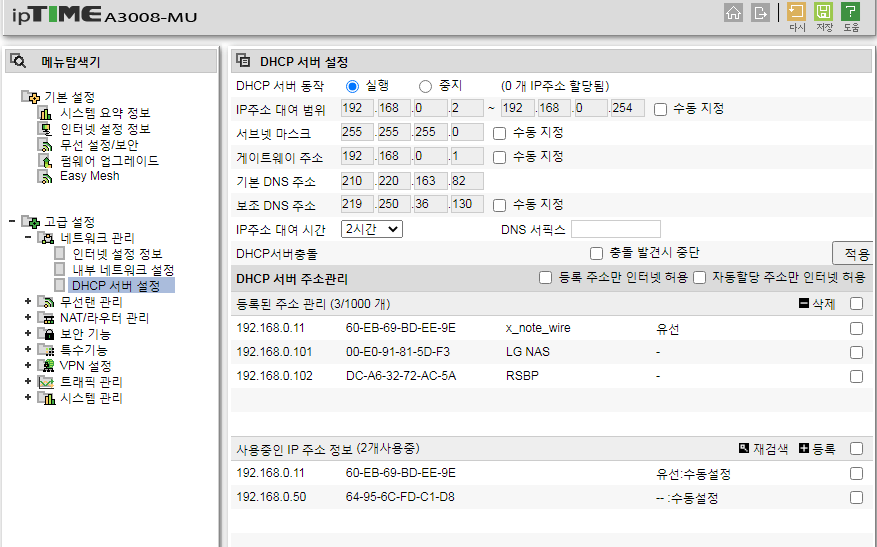 ipTIME A3008-MU
다시 저장 도움
메뉴탐색기
기본 설정
시스템 요약 정보
인터넷 설정 정보
무선 설정/보안
펌웨어 업그레이드
Easy Mesh
고급 설정
네트워크 관리
인터넷 설정 정보
내부 네트워크 설정
DHCP 서버 설정
무선랜 관리
NAT/라우터 관리
보안 기능
특수기능
VPN 설정
트래픽 관리
시스템 관리
DHCP 서버 설정
DHCP 서버 동작 실행 중지 (0 개 IP주소 할당됨)
IP주소 대여 범위 192 .168 .0 .2 ~ 192 .168 .0 .254 수동 지정
서브넷 마스크 255 .255 .255 .0 수동 지정
게이트웨이 주소 192 .168 .0 .1 수동 지정
기본 DNS 주소 210 .220 .163 .82
보조 DNS 주소 219 .250 .36 .130 수동 지정
IP주소 대여 시간 2시간 DNS 서픽스
DHCP서버충돌 충돌 발견시 중단 적용
DHCP 서버 주소관리 등록 주소만 인터넷 허용 자동할당 주소만 인터넷 허용
등록된 주소 관리 (3/1000 개) 삭제
192.168.0.11 60-EB-69-BD-EE-9E x_note_wire 유선
192.168.0.101 00-E0-91-81-5D-F3 LG NAS -
192.168.0.102 DC-A6-32-72-AC-5A RSBP -
사용중인 IP 주소 정보 (2개사용중) 재검색 등록
192.168.0.11 60-EB-69-BD-EE-9E 유선:수동설정
192.168.0.50 64-95-6C-FD-C1-D8 -- :수동설정